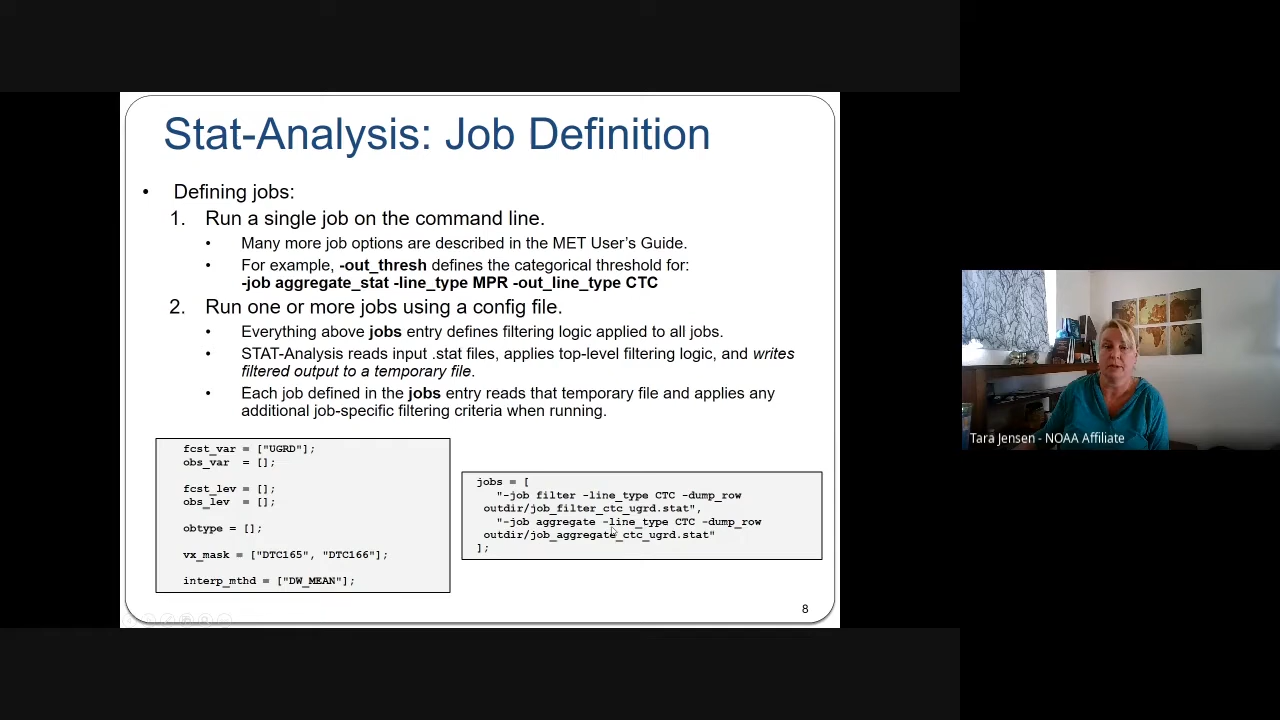 Stat-Analysis: Job Definition
• Defining jobs:
1. Run a single job on the command line.
• Many more job options are described in the MET User's Guide.
• For example, -out_thresh defines the categorical threshold for:
-job aggregate_stat -line_type MPR -out_line_type CTC
2. Run one or more jobs using a config file.
• Everything above jobs entry defines filtering logic applied to all jobs.
• STAT-Analysis reads input .stat files, applies top-level filtering logic, and writes
filtered output to a temporary file.
• Each job defined in the jobs entry reads that temporary file and applies any
additional job-specific filtering criteria when running.
fcst_var = ["UGRD"];
obs_var = [];
fcst_lev = [];
obs_lev = [];
obtype = [];
vx_mask = ["DTC165", "DTC166"];
interp_mthd = ["DW_MEAN"];
jobs = [
"-job filter -line_type CTC -dump_row
outdir/job_filter_ctc_ugrd.stat",
"-job aggregate -line_type CTC -dump_row
outdir/job_aggregate_ctc_ugrd.stat"
];
8
Tara Jensen - NOAA Affiliate